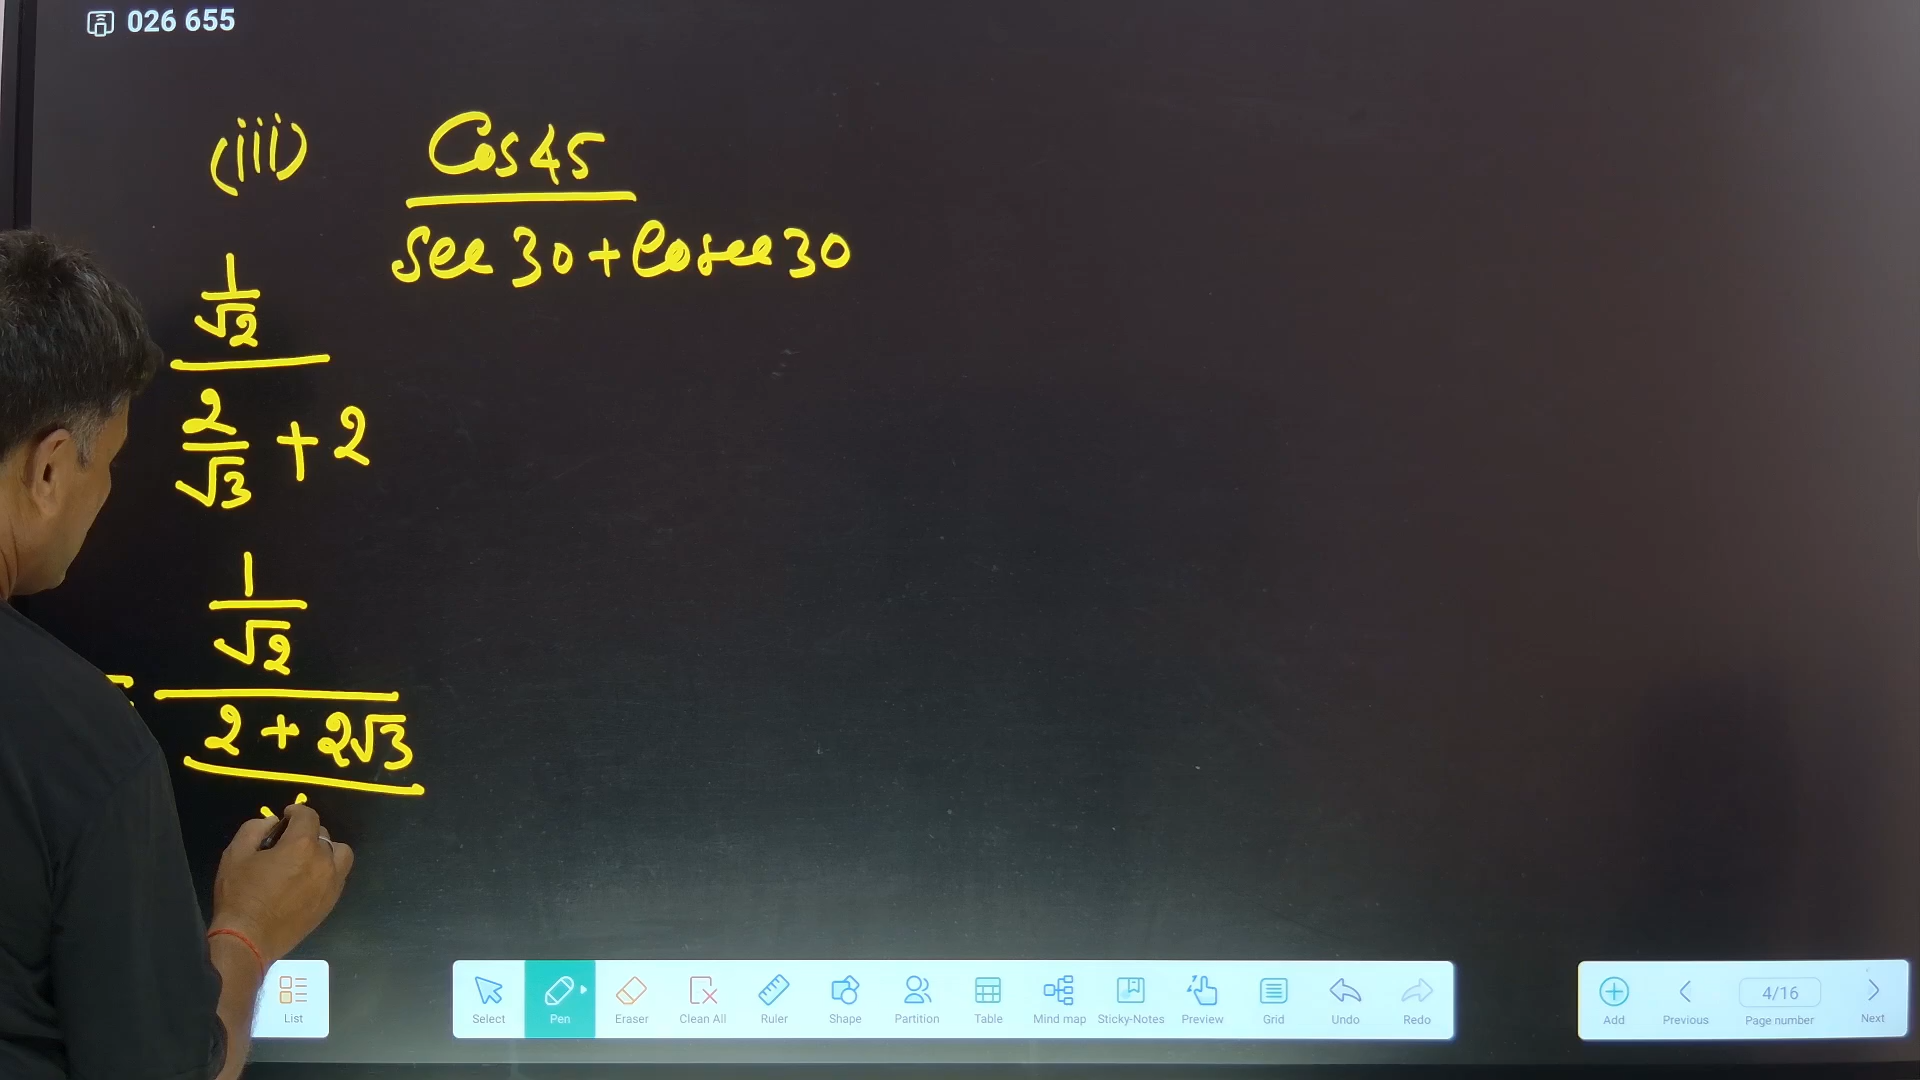 026 655
(iii) Cos45
Sec 30 + Cosec 30
1
√2
2
√3 + 2
1
√2
=
2 + 2√3
List Select Pen Eraser Clean All Ruler Shape Partition Table Mind map Sticky-Notes Preview Grid Undo Redo Add Previous 4/16 Page number Next